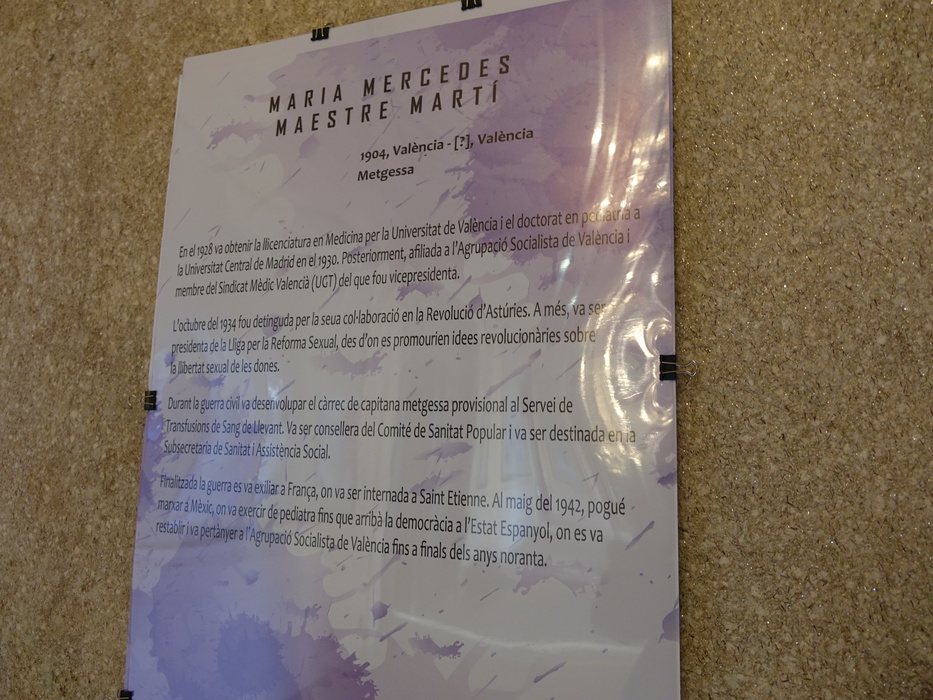 MARIA MERCEDES
MAESTRE MARTÍ
1904, València - [?], València
Metgessa
En el 1928 va obtenir la llicenciatura en Medicina per la Universitat de València i el doctorat en pediatria a
la Universitat Central de Madrid en el 1930. Posteriorment, afiliada a l'Agrupació Socialista de València i
membre del Sindicat Mèdic Valencià (UGT) del que fou vicepresidenta.
L'octubre del 1934 fou detinguda per la seua col·laboració en la Revolució d'Astúries. A més, va ser
presidenta de la Lliga per la Reforma Sexual, des d'on es promourien idees revolucionàries sobre
la llibertat sexual de les dones.
Durant la guerra civil va desenvolupar el càrrec de capitana metgessa provisional al Servei de
Transfusions de Sang de Llevant. Va ser consellera del Comité de Sanitat Popular i va ser destinada en la
Subsecretaria de Sanitat i Assistència Social.
Finalitzada la guerra es va exiliar a França, on va ser internada a Saint Etienne. Al maig del 1942, pogué
marxar a Mèxic, on va exercir de pediatra fins que arribà la democràcia a l'Estat Espanyol, on es va
restablir i va pertànyer a l'Agrupació Socialista de València fins a finals dels anys noranta.